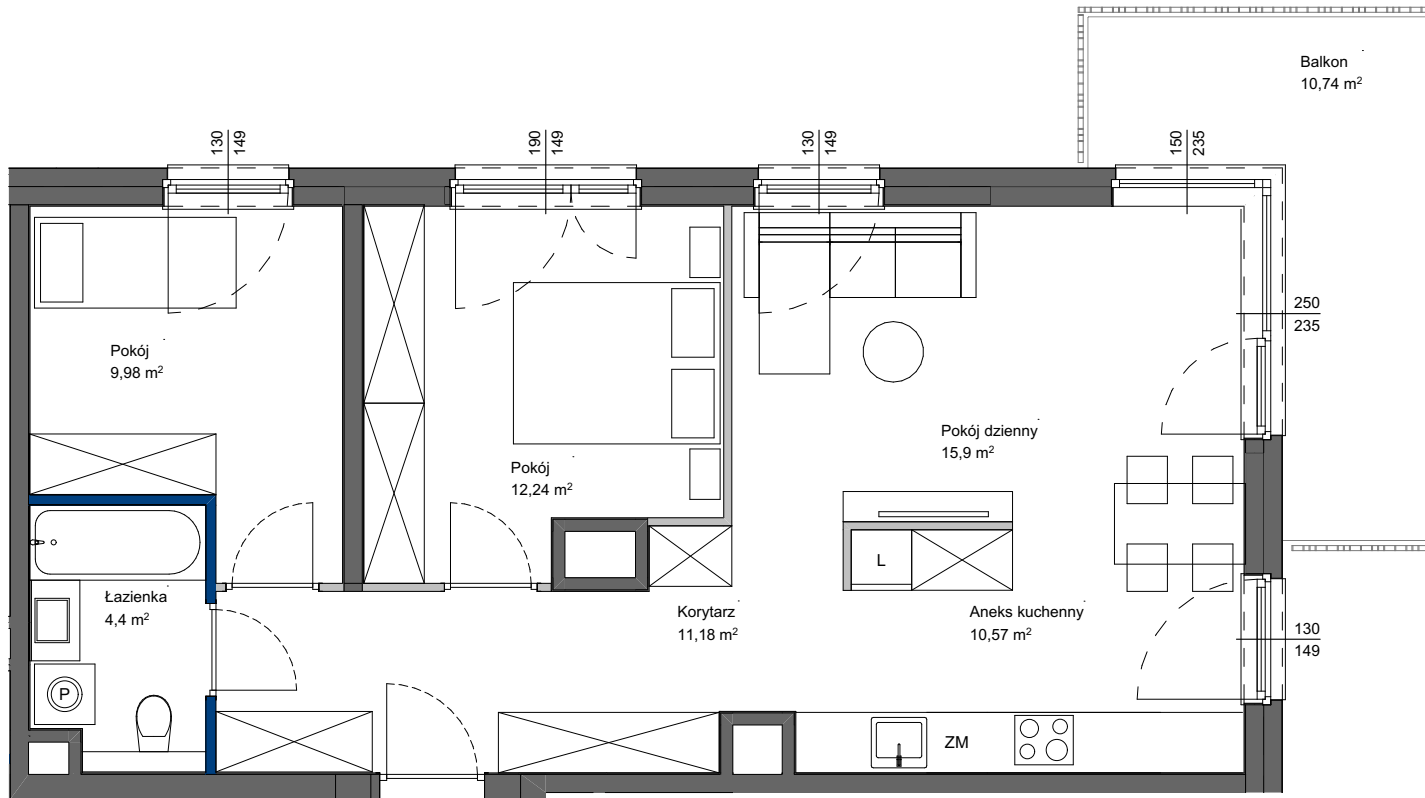 Balkon
10,74 m²
130
149
190
149
130
149
150
235
250
235
Pokój
9,98 m²
Pokój dzienny
15,9 m²
Pokój
12,24 m²
L
Łazienka
4,4 m²
Korytarz
11,18 m²
Aneks kuchenny
10,57 m²
130
149
P
ZM